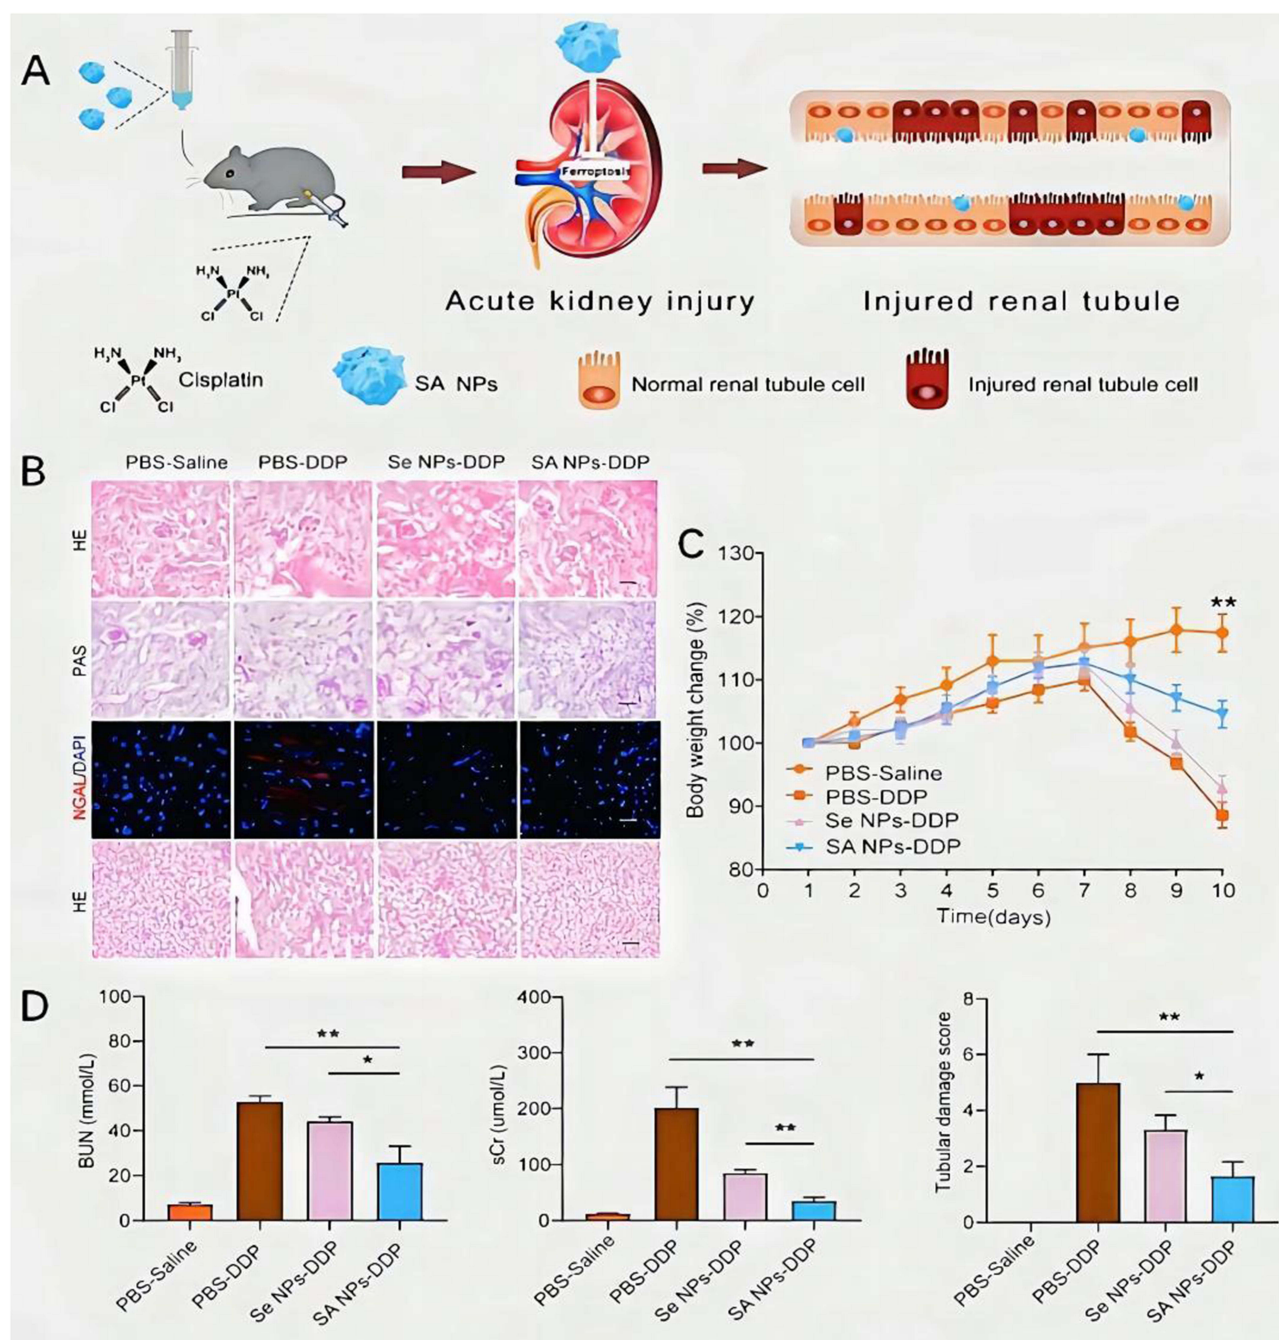 A
Ferroptosis
H₃N NH₃
Pt
Cl Cl
Acute kidney injury
Injured renal tubule
H₃N NH₃
Pt
Cl Cl
Cisplatin
SA NPs
Normal renal tubule cell
Injured renal tubule cell
B
PBS-Saline PBS-DDP Se NPs-DDP SA NPs-DDP
HE
PAS
NGAL/DAPI
HE
C
Body weight change (%)
130
120
110
100
90
80
**
PBS-Saline
PBS-DDP
Se NPs-DDP
SA NPs-DDP
0 1 2 3 4 5 6 7 8 9 10
Time(days)
D
BUN (mmol/L)
100
80
60
40
20
0
**
*
PBS-Saline
PBS-DDP
Se NPs-DDP
SA NPs-DDP
sCr (umol/L)
400
300
200
100
0
**
**
PBS-Saline
PBS-DDP
Se NPs-DDP
SA NPs-DDP
Tubular damage score
8
6
4
2
0
**
*
PBS-Saline
PBS-DDP
Se NPs-DDP
SA NPs-DDP